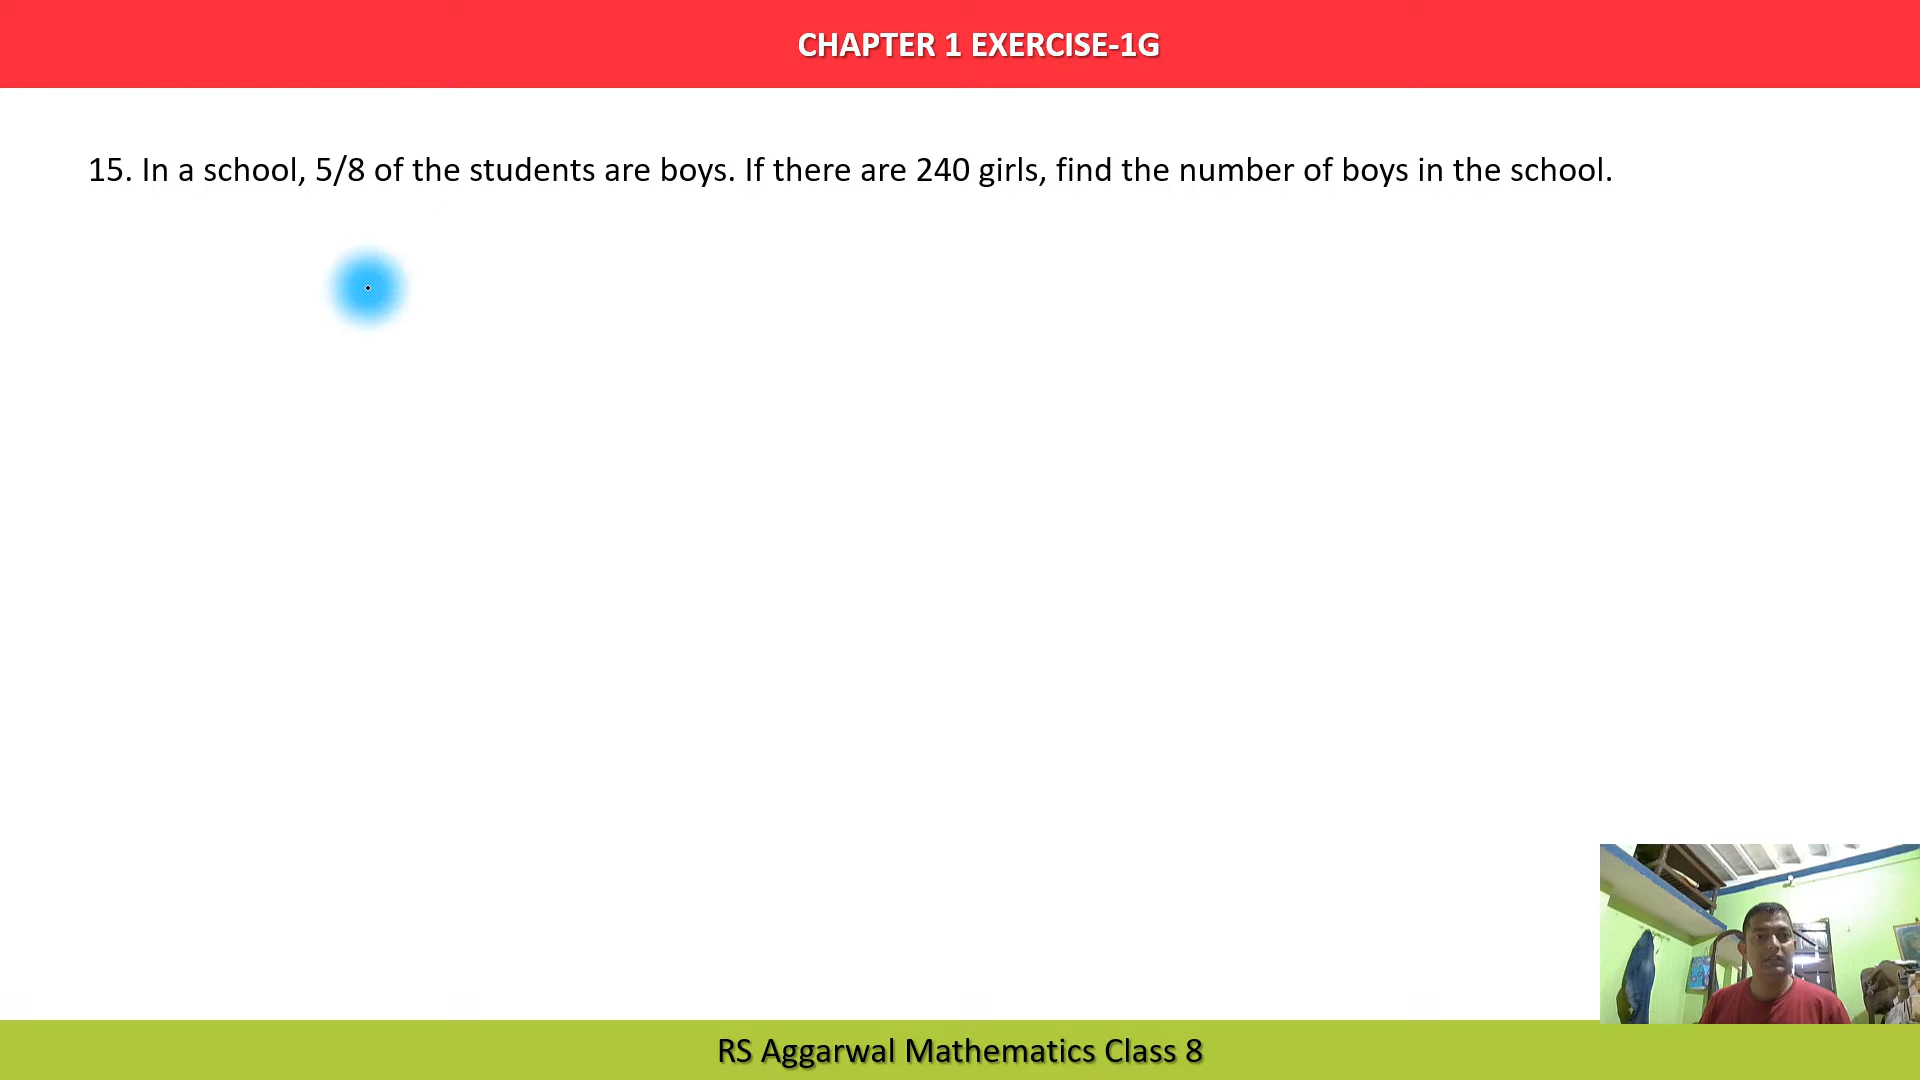 CHAPTER 1 EXERCISE-1G
15. In a school, 5/8 of the students are boys. If there are 240 girls, find the number of boys in the school.
RS Aggarwal Mathematics Class 8